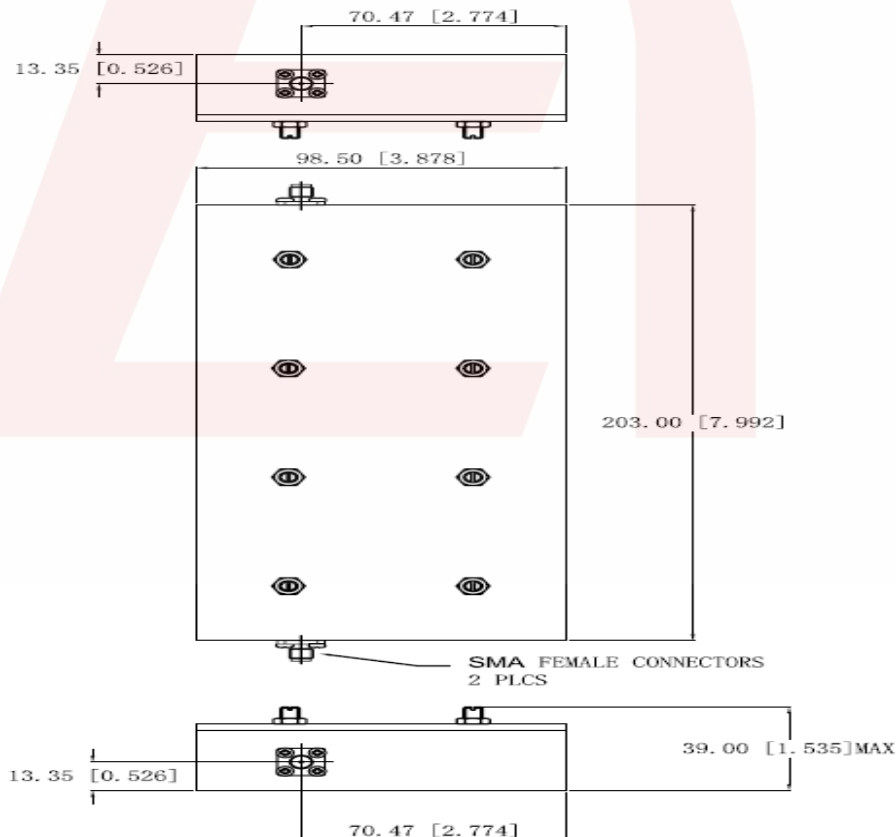 70.47 [2.774]
13.35 [0.526]
98.50 [3.878]
203.00 [7.992]
SMA FEMALE CONNECTORS
2 PLCS
39.00 [1.535]MAX
13.35 [0.526]
70.47 [2.774]